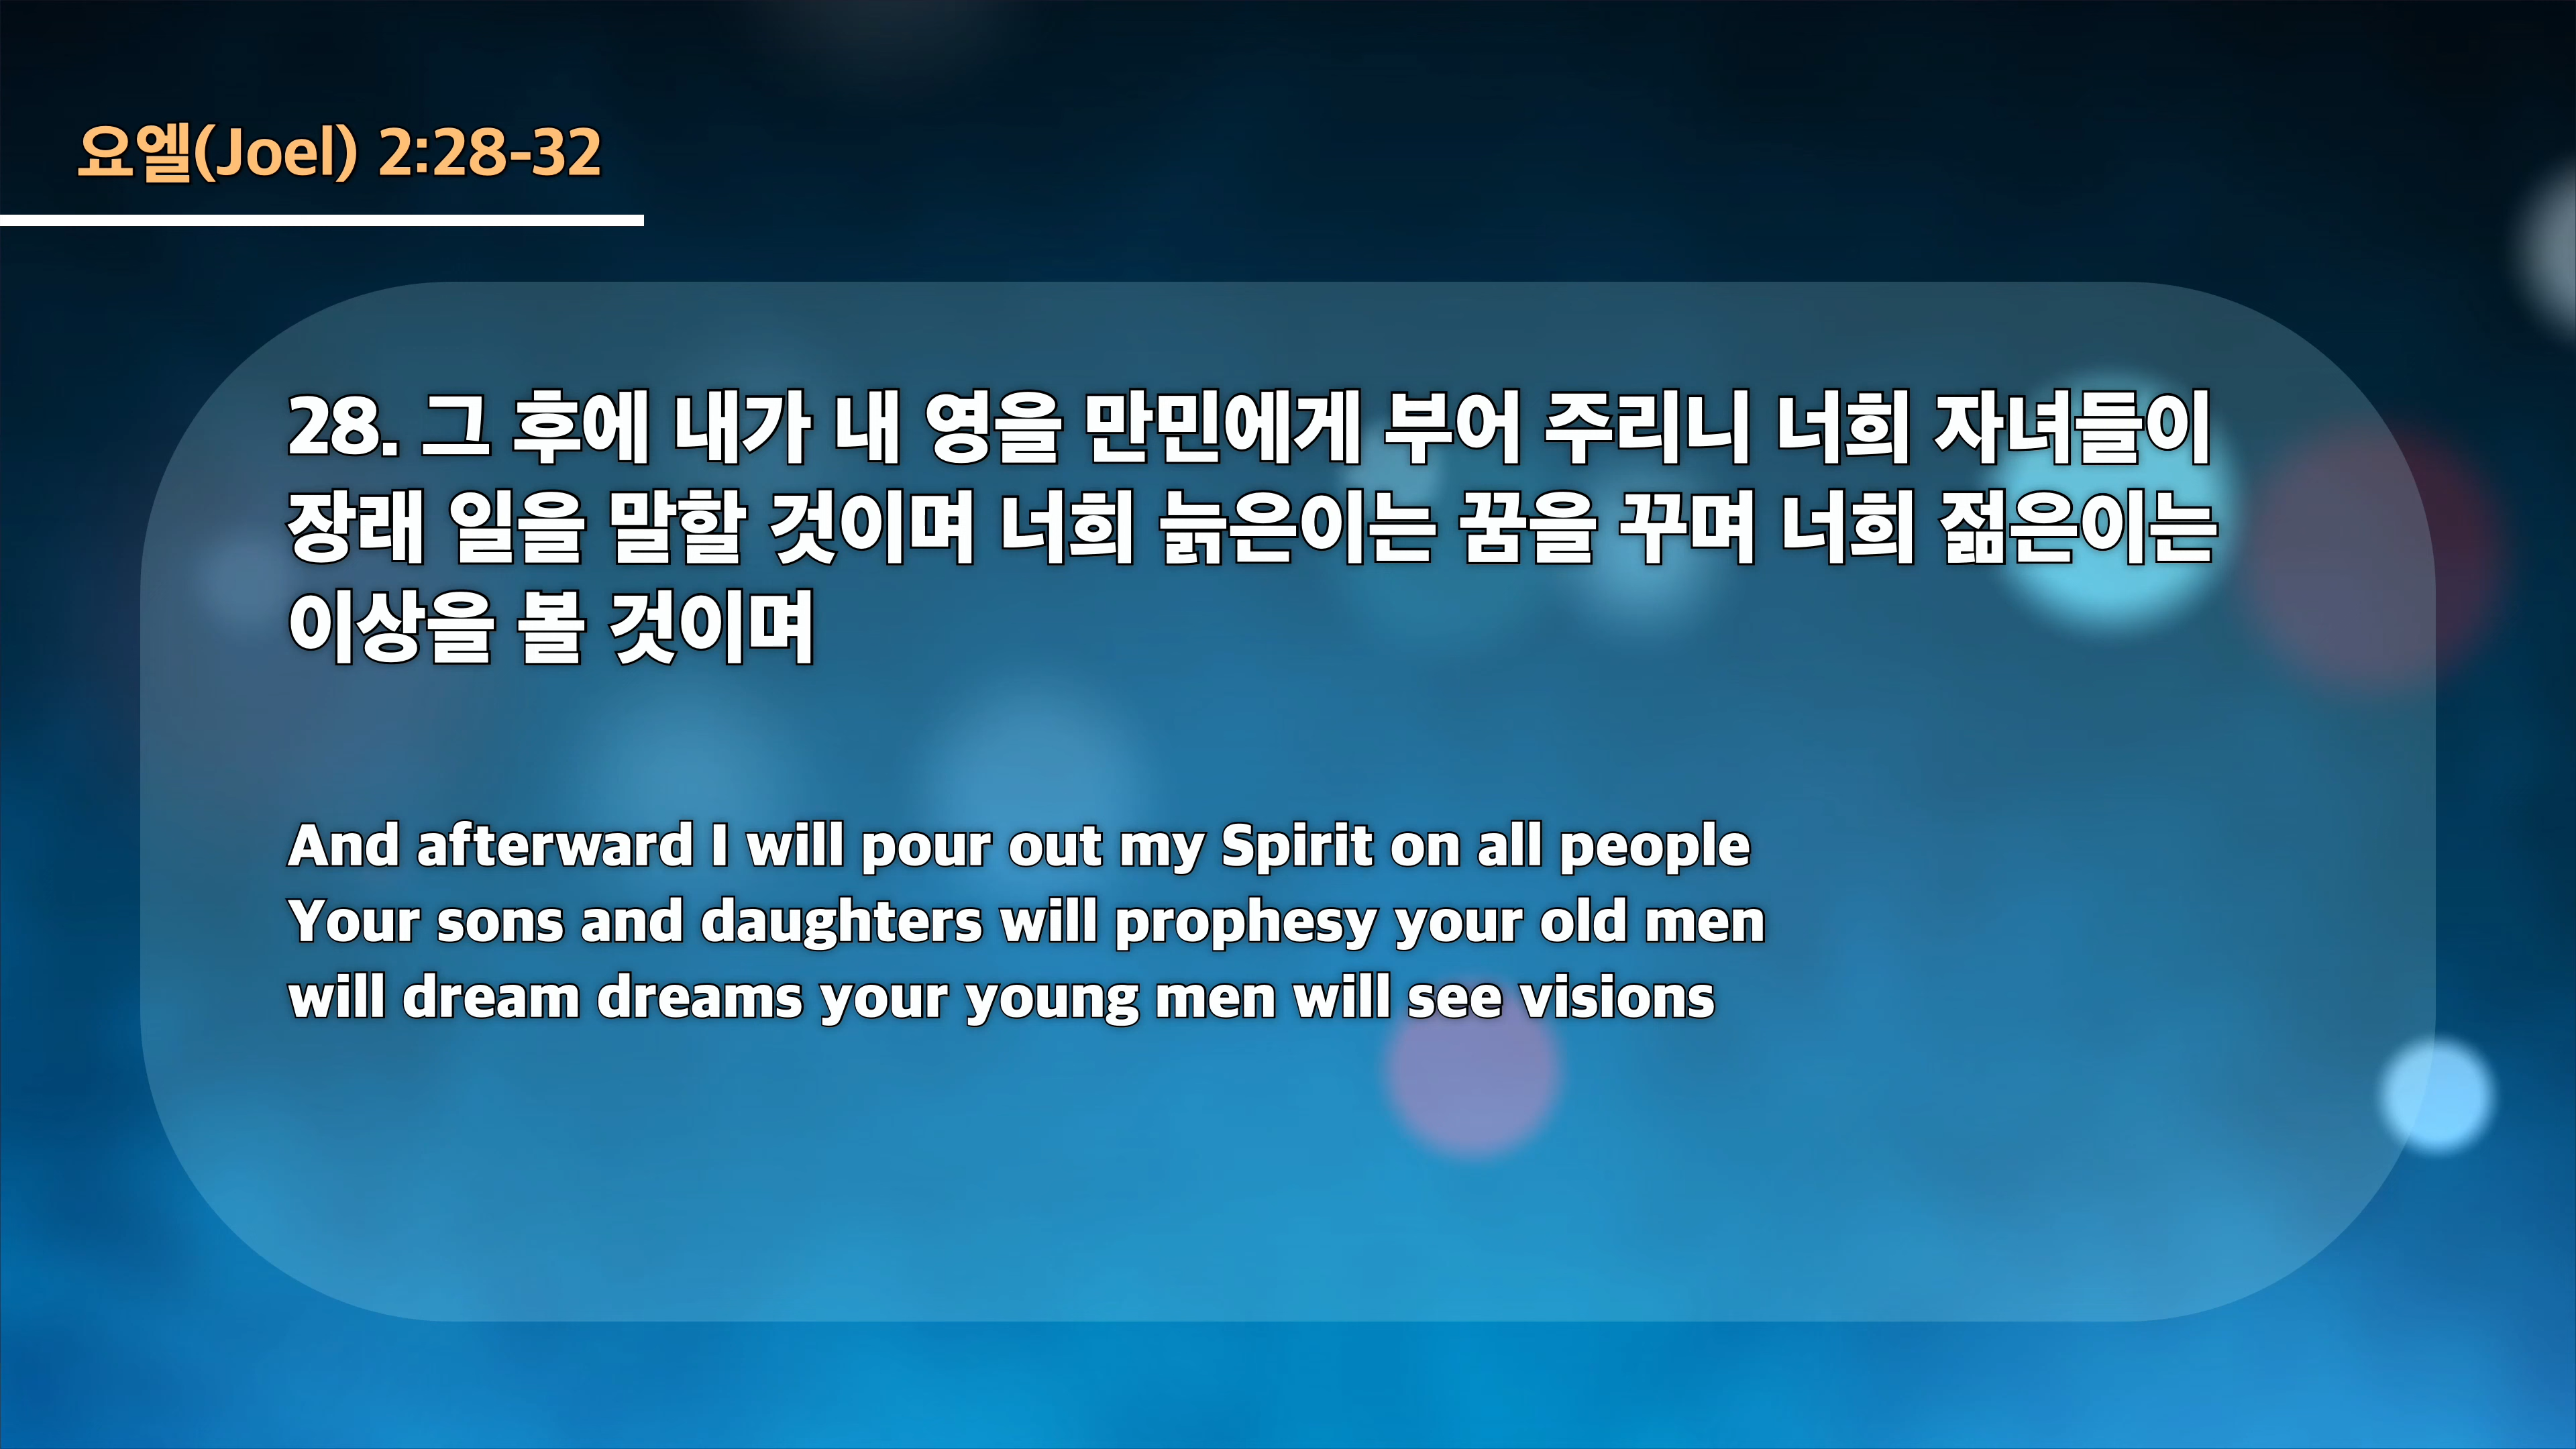 요엘(Joel) 2:28-32
28. 그 후에 내가 내 영을 만민에게 부어 주리니 너희 자녀들이
장래 일을 말할 것이며 너희 늙은이는 꿈을 꾸며 너희 젊은이는
이상을 볼 것이며
And afterward I will pour out my Spirit on all people
Your sons and daughters will prophesy your old men
will dream dreams your young men will see visions